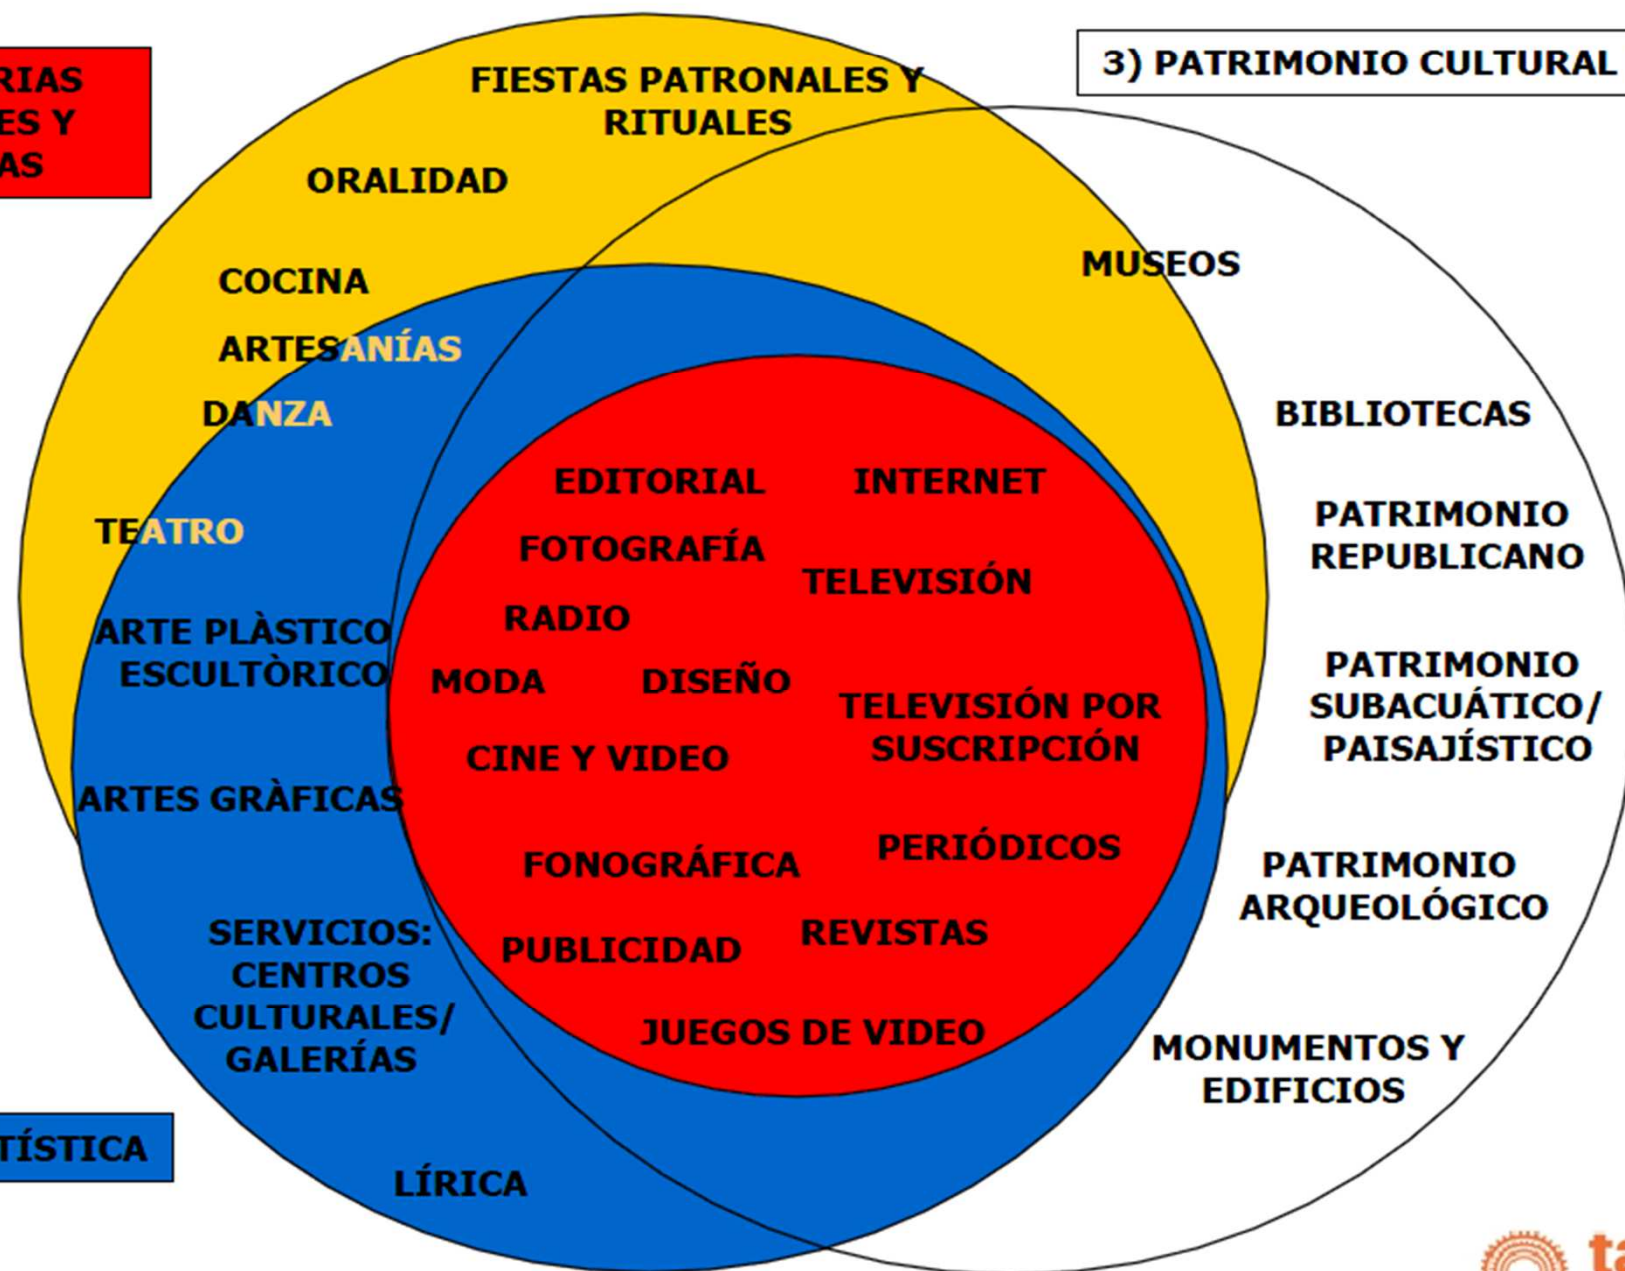 RIAS
ES Y
AS
3) PATRIMONIO CULTURAL
FIESTAS PATRONALES Y
RITUALES
ORALIDAD
MUSEOS
COCINA
ARTESANÍAS
DANZA
BIBLIOTECAS
EDITORIAL
INTERNET
TEATRO
FOTOGRAFÍA
TELEVISIÓN
PATRIMONIO
REPUBLICANO
RADIO
ARTE PLÀSTICO
ESCULTÒRICO
MODA
DISEÑO
TELEVISIÓN POR
SUSCRIPCIÓN
PATRIMONIO
SUBACUÁTICO/
PAISAJÍSTICO
CINE Y VIDEO
ARTES GRÀFICAS
FONOGRÁFICA
PERIÓDICOS
PATRIMONIO
ARQUEOLÓGICO
SERVICIOS:
CENTROS
CULTURALES/
GALERÍAS
PUBLICIDAD
REVISTAS
JUEGOS DE VIDEO
MONUMENTOS Y
EDIFICIOS
TÍSTICA
LÍRICA
ta